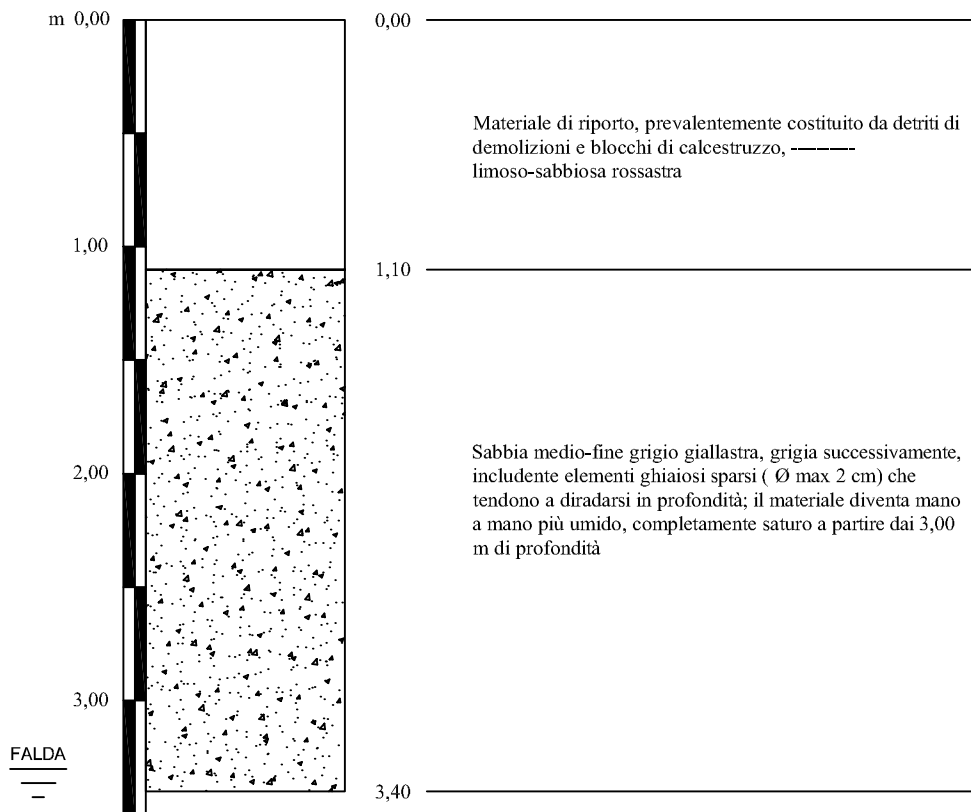 m 0,00
0,00
Materiale di riporto, prevalentemente costituito da detriti di
demolizioni e blocchi di calcestruzzo,
limoso-sabbiosa rossastra
1,00
1,10
Sabbia medio-fine grigio giallastra, grigia successivamente,
includente elementi ghiaiosi sparsi ( Ø max 2 cm) che
tendono a diradarsi in profondità; il materiale diventa mano
a mano più umido, completamente saturo a partire dai 3,00
m di profondità
2,00
3,00
FALDA
3,40